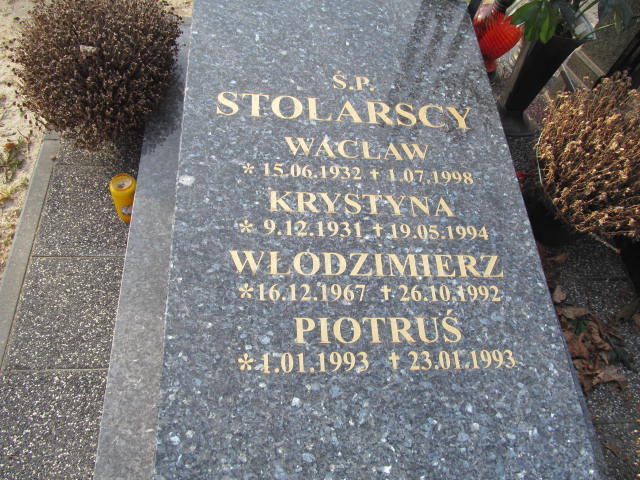 Ś.P.
STOLARSCY
WACŁAW
* 15.06.1932 ✝ 1.07.1998
KRYSTYNA
* 9.12.1931 ✝ 19.05.1994
WŁODZIMIERZ
*16.12.1967 ✝ 26.10.1992
PIOTRUŚ
*1.01.1993 ✝ 23.01.1993